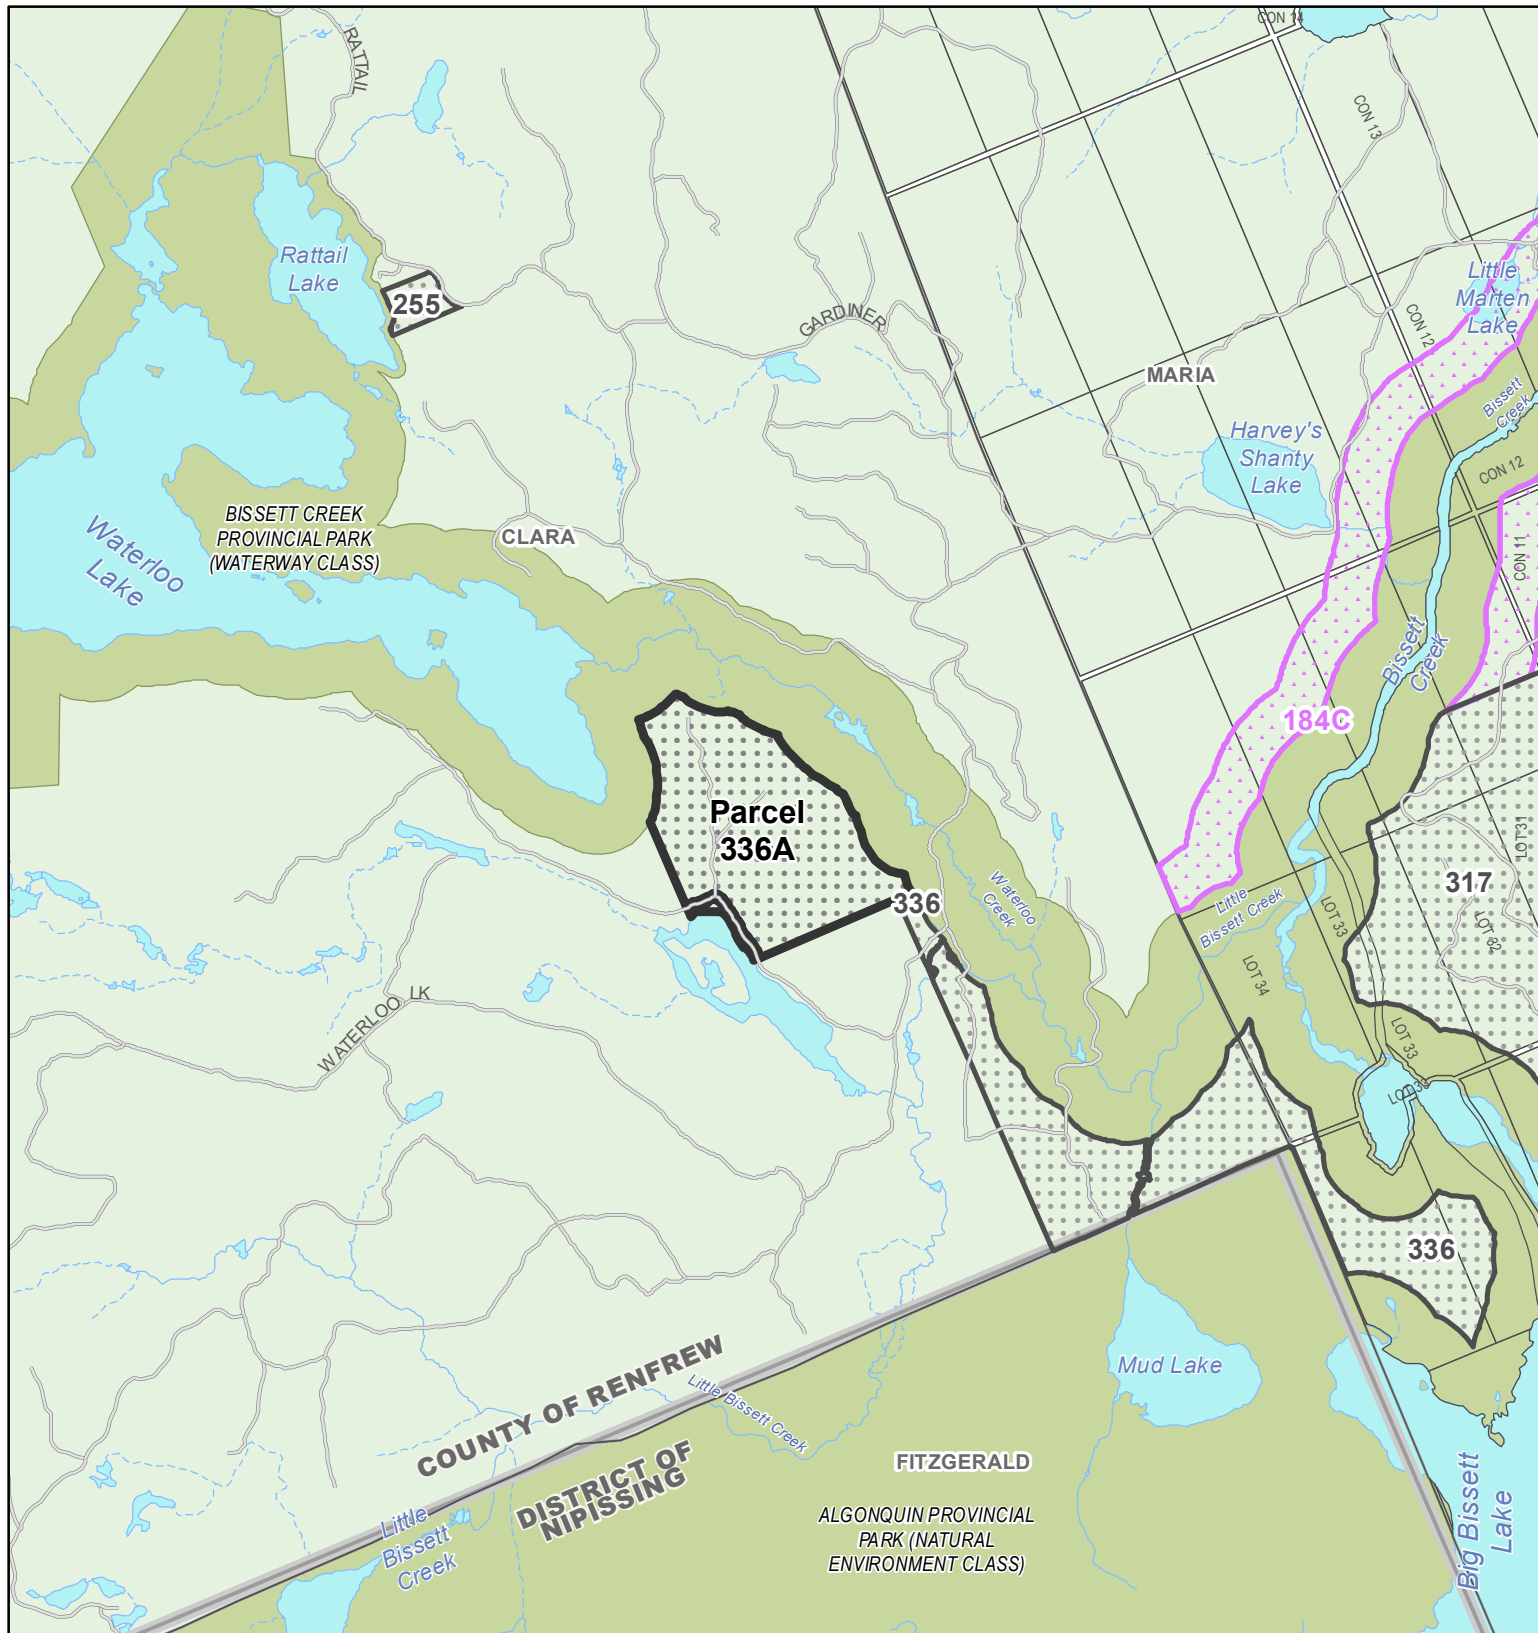 CON 14
RATTAIL
CON 13
Rattail
Lake
255
GARDINER
Little
Marten
Lake
CON 12
MARIA
Bissett
Creek
Harvey's
Shanty
Lake
CON 12
BISSETT CREEK
PROVINCIAL PARK
(WATERWAY CLASS)
CLARA
Waterloo
Lake
CON 11
Bissett
Creek
184C
Parcel
336A
LOT 31
317
336
Waterloo
Creek
Little
Bissett Creek
LOT 33
LOT 32
LOT 34
WATERLOO LK
LOT 33
LOT 33
336
Mud Lake
COUNTY OF RENFREW
Little Bissett Creek
DISTRICT OF
NIPISSING
FITZGERALD
Little
Bissett
Creek
ALGONQUIN PROVINCIAL
PARK (NATURAL
ENVIRONMENT CLASS)
Big Bissett
Lake